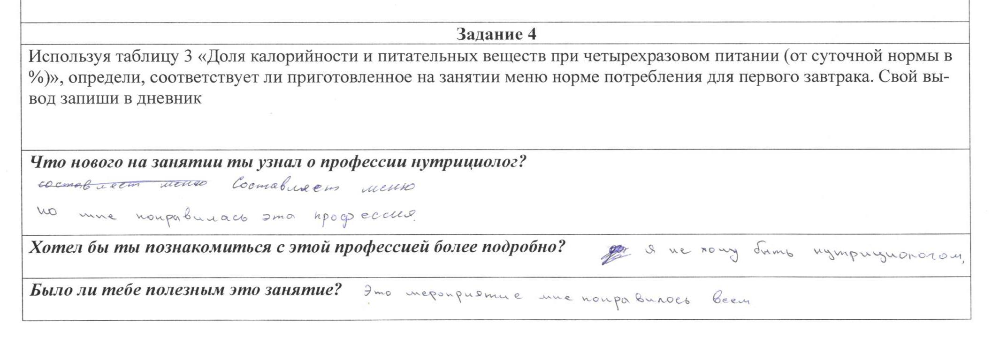 Задание 4
Используя таблицу 3 «Доля калорийности и питательных веществ при четырехразовом питании (от суточной нормы в
%)», определи, соответствует ли приготовленное на занятии меню норме потребления для первого завтрака. Свой вы-
вод запиши в дневник
Что нового на занятии ты узнал о профессии нутрициолог?
составляет меню Составляет меню
но мне понравилась эта профессия.
Хотел бы ты познакомиться с этой профессией более подробно? я не хочу быть нутрициологом,
Было ли тебе полезным это занятие? Это мероприятие мне понравилось всем